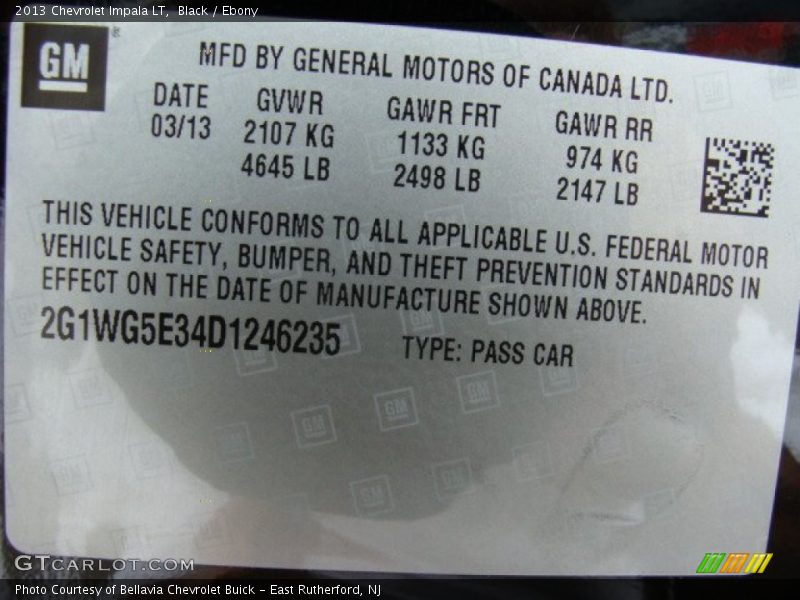 2013 Chevrolet Impala LT, Black / Ebony
GM
MFD BY GENERAL MOTORS OF CANADA LTD.
DATE GVWR GAWR FRT GAWR RR
03/13 2107 KG 1133 KG 974 KG
4645 LB 2498 LB 2147 LB
THIS VEHICLE CONFORMS TO ALL APPLICABLE U.S. FEDERAL MOTOR
VEHICLE SAFETY, BUMPER, AND THEFT PREVENTION STANDARDS IN
EFFECT ON THE DATE OF MANUFACTURE SHOWN ABOVE.
2G1WG5E34D1246235 TYPE: PASS CAR
GTCARLOT.COM
Photo Courtesy of Bellavia Chevrolet Buick - East Rutherford, NJ